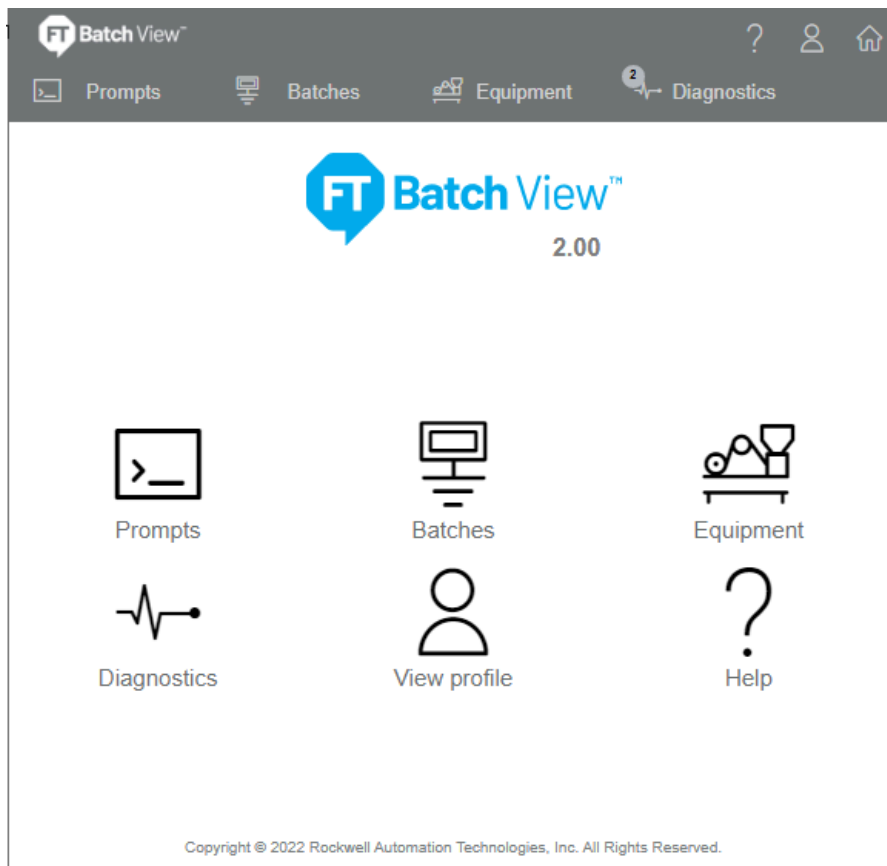 FT Batch View™
2
Prompts Batches Equipment Diagnostics
FT Batch View™
2.00
Prompts Batches Equipment
Diagnostics View profile Help
Copyright © 2022 Rockwell Automation Technologies, Inc. All Rights Reserved.